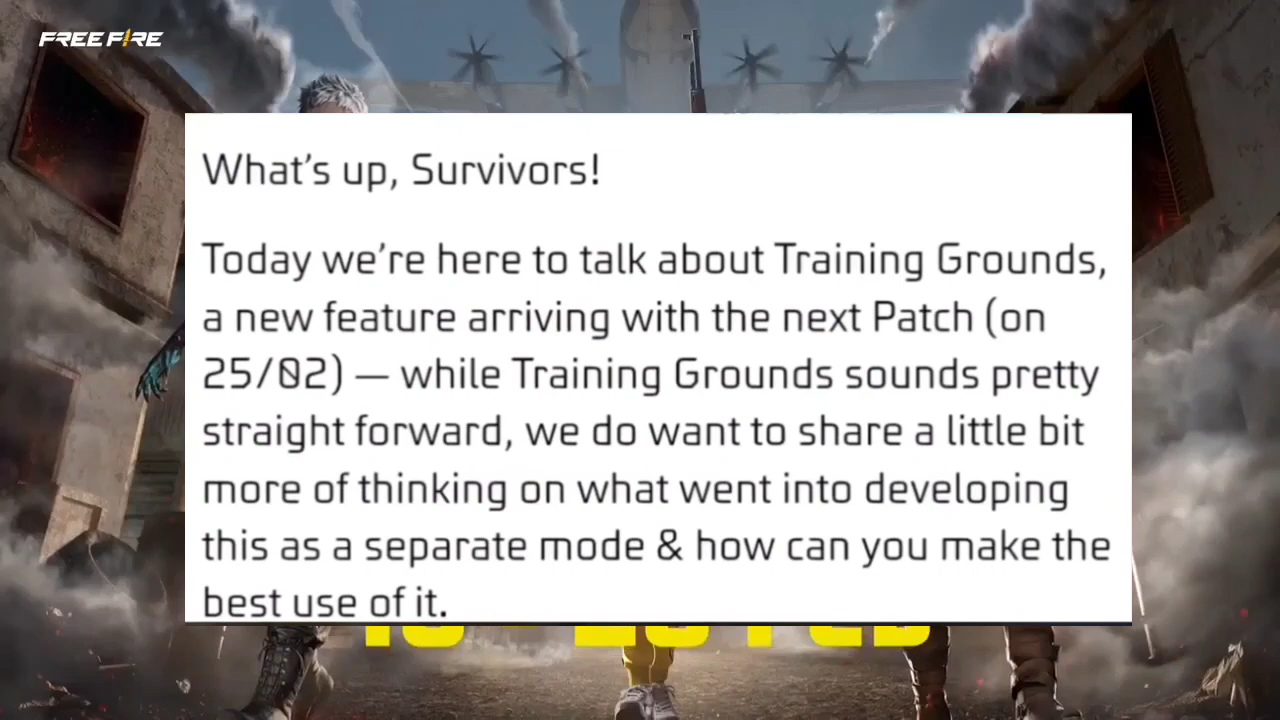 FREE FIRE
What's up, Survivors!
Today we're here to talk about Training Grounds,
a new feature arriving with the next Patch (on
25/02) — while Training Grounds sounds pretty
straight forward, we do want to share a little bit
more of thinking on what went into developing
this as a separate mode & how can you make the
best use of it.